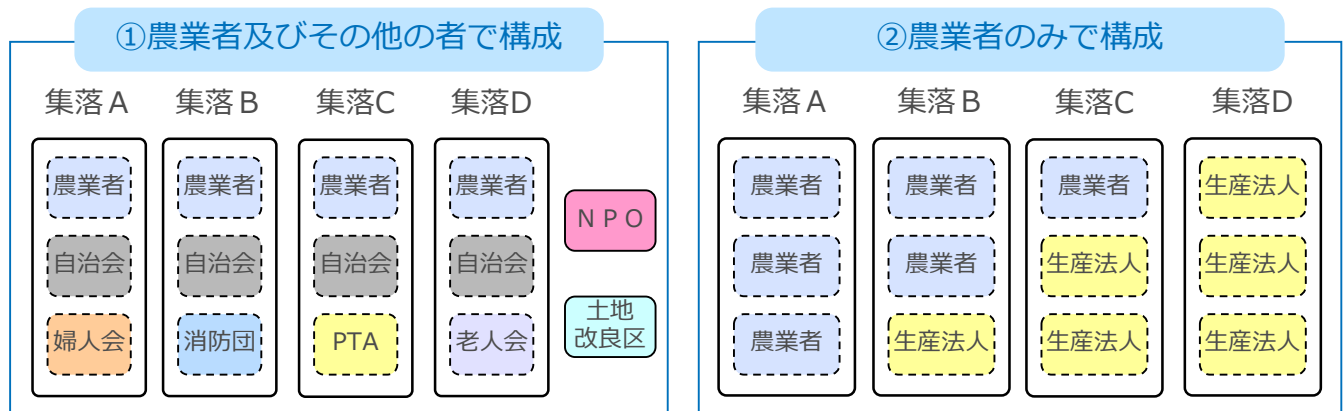 ①農業者及びその他の者で構成
集落A 集落B 集落C 集落D
農業者 農業者 農業者 農業者
自治会 自治会 自治会 自治会
婦人会 消防団 PTA 老人会
NPO
土地
改良区
②農業者のみで構成
集落A 集落B 集落C 集落D
農業者 農業者 農業者 生産法人
農業者 農業者 生産法人 生産法人
農業者 生産法人 生産法人 生産法人